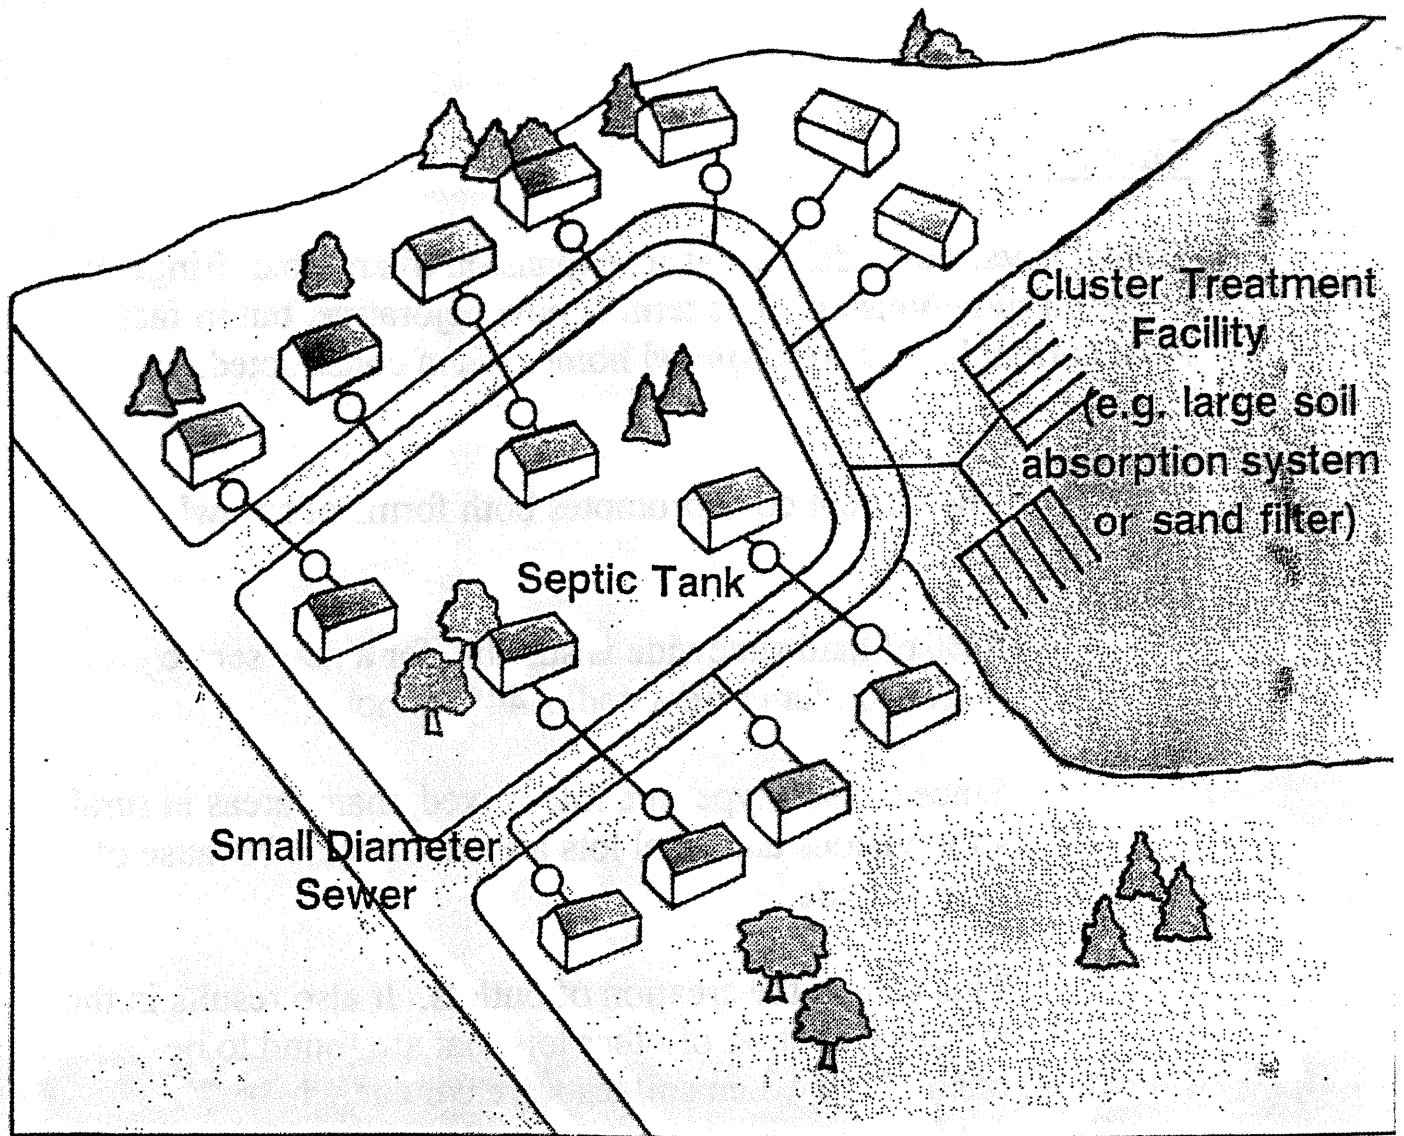 Cluster Treatment
Facility
(e.g. large soil
absorption system
or sand filter)
Septic Tank
Small Diameter
Sewer